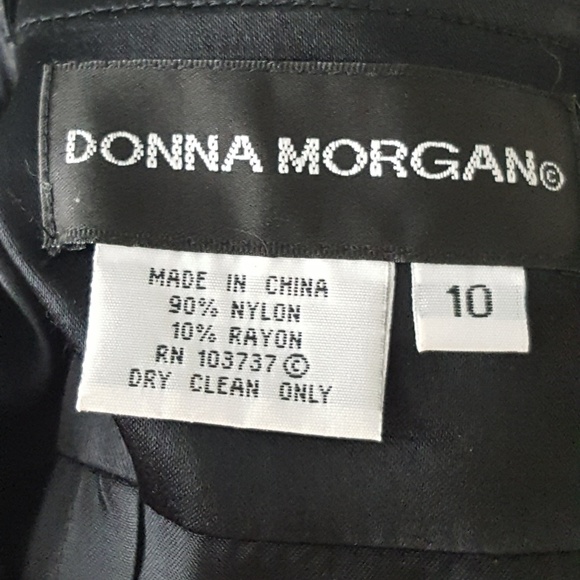 DONNA MORGAN©
MADE IN CHINA
90% NYLON
10% RAYON
RN 103737 ©
DRY CLEAN ONLY
10